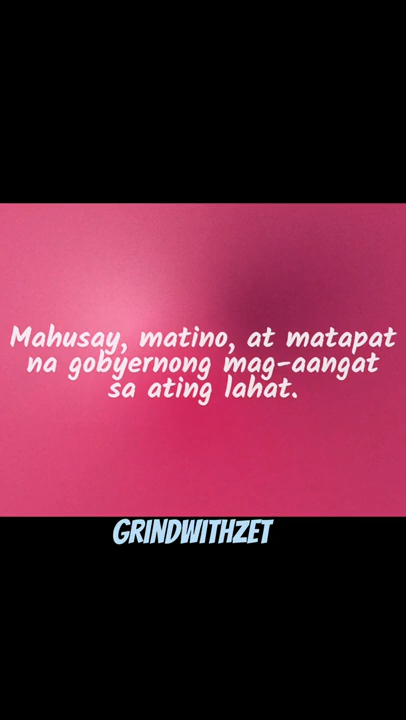 Mahusay, matino, at matapat
na gobyernong mag-aangat
sa ating lahat.
GRINDWITHZET